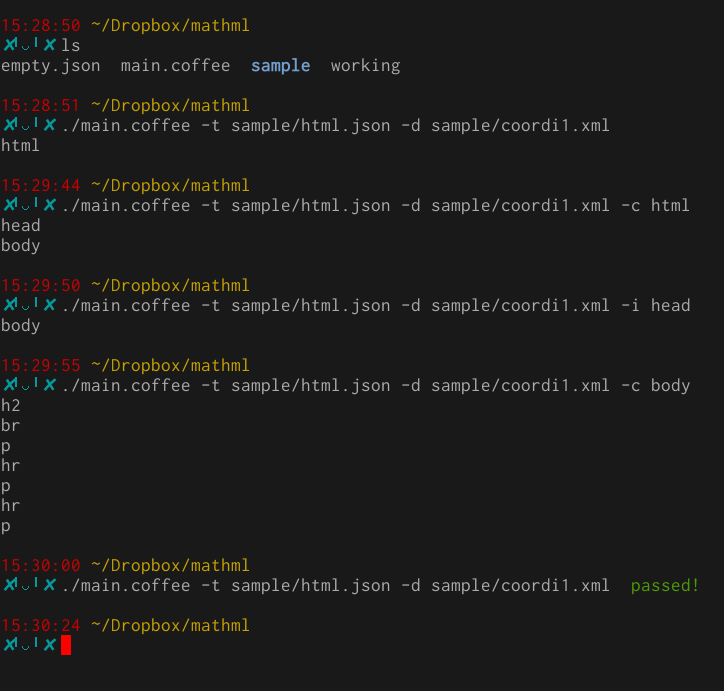 15:28:50 ~/Dropbox/mathml
ls
empty.json main.coffee sample working
15:28:51 ~/Dropbox/mathml
./main.coffee -t sample/html.json -d sample/coordi1.xml
html
15:29:44 ~/Dropbox/mathml
./main.coffee -t sample/html.json -d sample/coordi1.xml -c html
head
body
15:29:50 ~/Dropbox/mathml
./main.coffee -t sample/html.json -d sample/coordi1.xml -i head
body
15:29:55 ~/Dropbox/mathml
./main.coffee -t sample/html.json -d sample/coordi1.xml -c body
h2
br
p
hr
p
hr
p
15:30:00 ~/Dropbox/mathml
./main.coffee -t sample/html.json -d sample/coordi1.xml passed!
15:30:24 ~/Dropbox/mathml